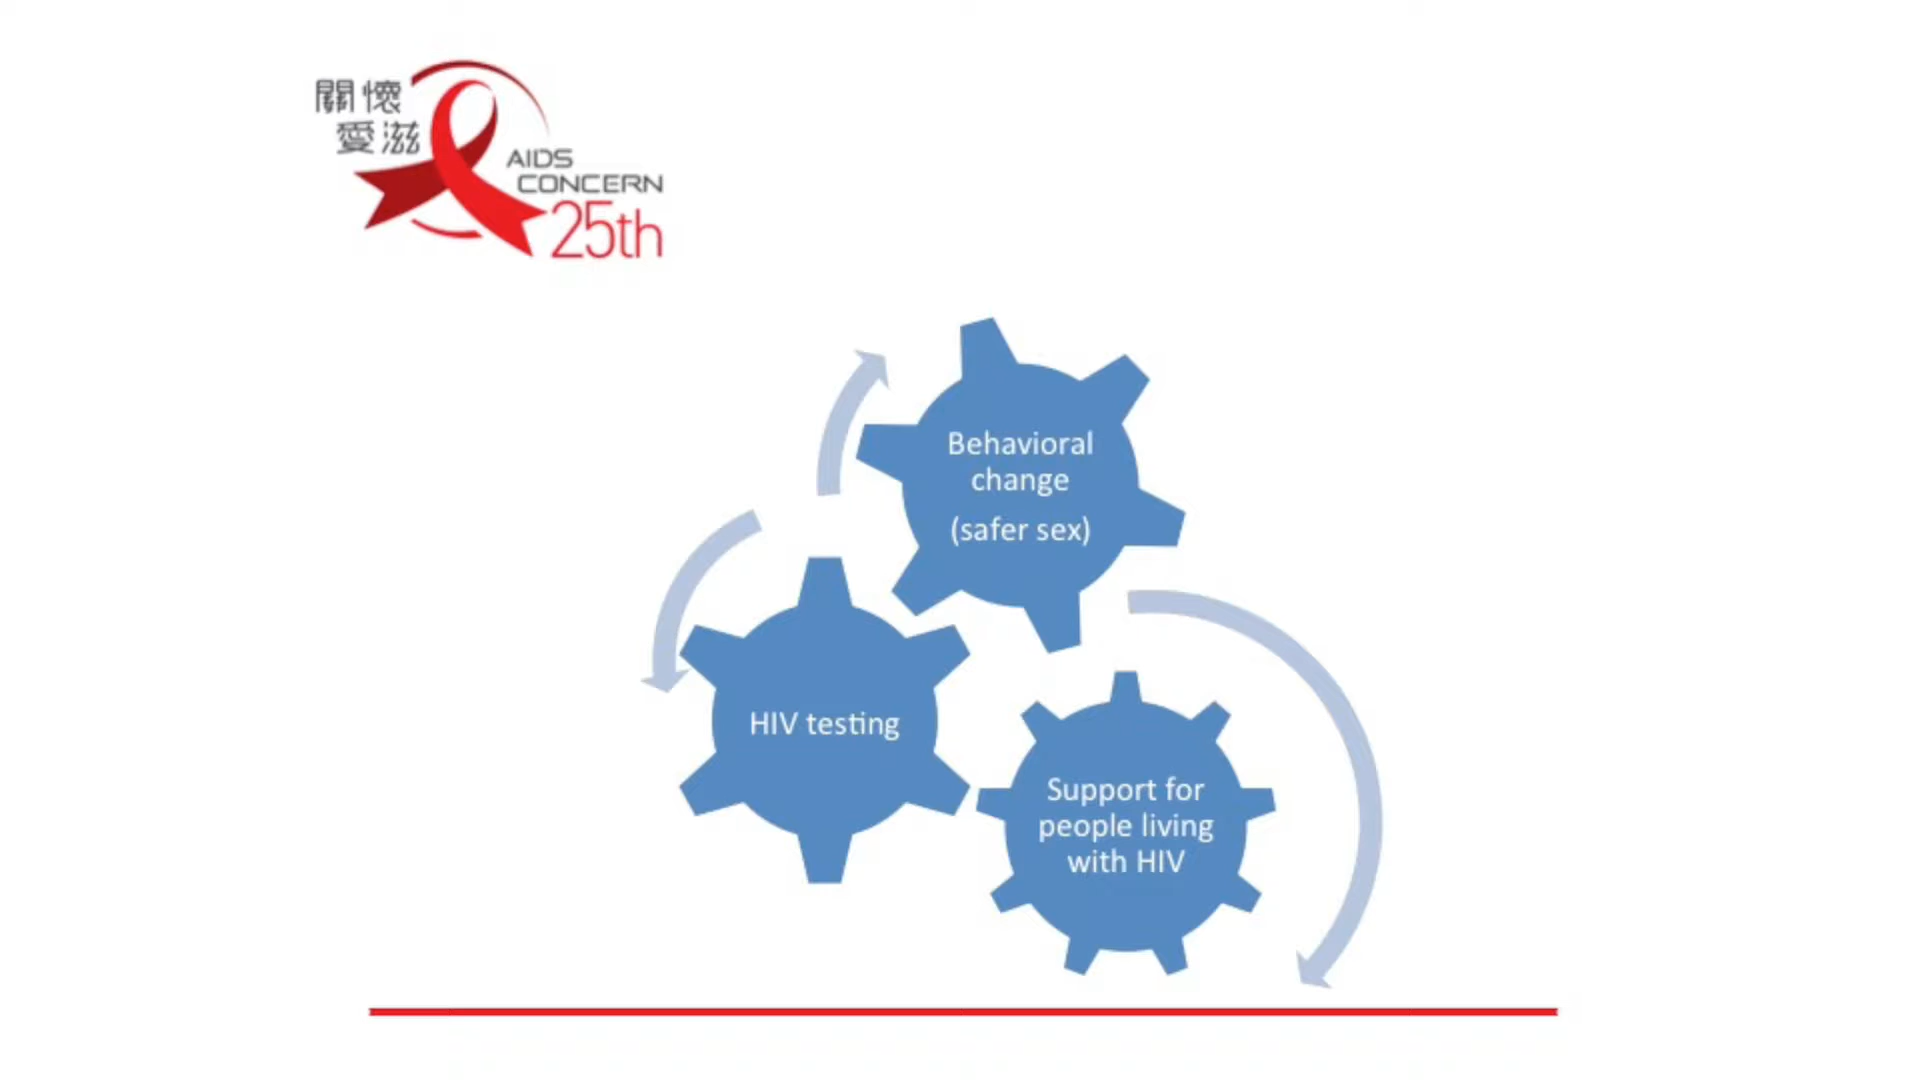 關懷
愛滋
AIDS
CONCERN
25th
Behavioral
change
(safer sex)
HIV testing
Support for
people living
with HIV